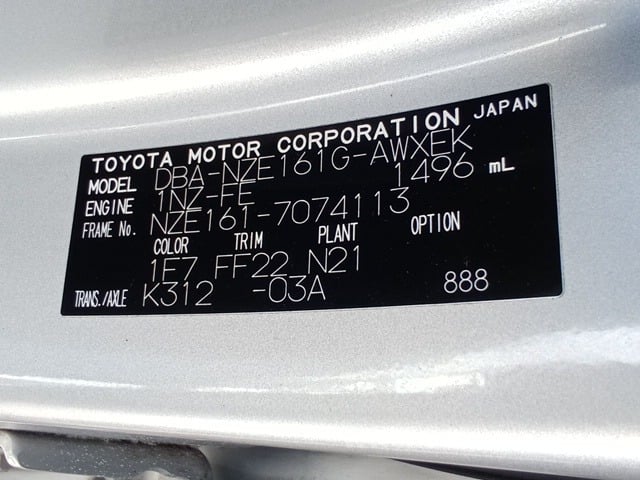 TOYOTA MOTOR CORPORATION JAPAN
MODEL DBA-NZE161G-AWXEK
ENGINE 1NZ-FE 1496 mL
FRAME No. NZE161-7074113
COLOR TRIM PLANT OPTION
1E7 FF22 N21
TRANS./AXLE K312 -03A 888